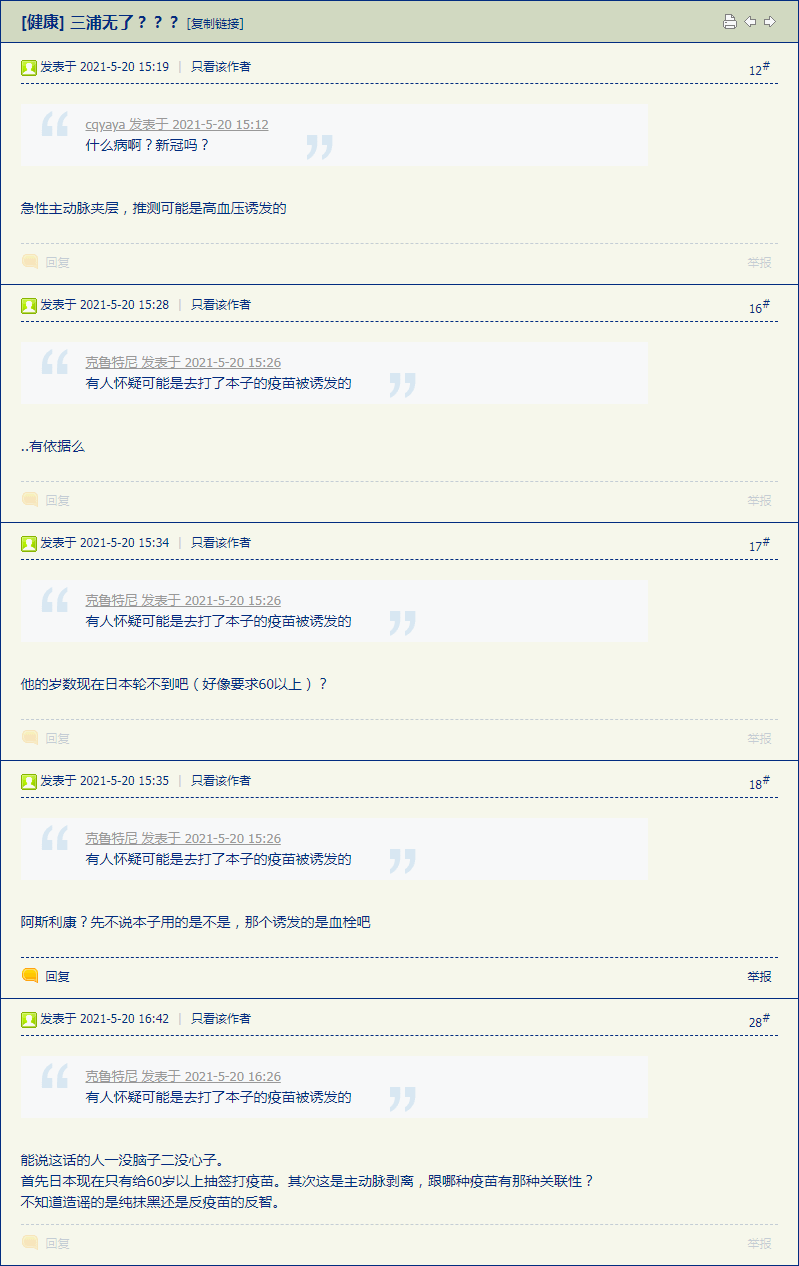 [健康] 三浦无了？？？ [复制链接]
发表于 2021-5-20 15:19 | 只看该作者 12#
cqyaya 发表于 2021-5-20 15:12
什么病啊？新冠吗？
急性主动脉夹层，推测可能是高血压诱发的
回复 举报
发表于 2021-5-20 15:28 | 只看该作者 16#
克鲁特尼 发表于 2021-5-20 15:26
有人怀疑可能是去打了本子的疫苗被诱发的
..有依据么
回复 举报
发表于 2021-5-20 15:34 | 只看该作者 17#
克鲁特尼 发表于 2021-5-20 15:26
有人怀疑可能是去打了本子的疫苗被诱发的
他的岁数现在日本轮不到吧（好像要求60以上）？
回复 举报
发表于 2021-5-20 15:35 | 只看该作者 18#
克鲁特尼 发表于 2021-5-20 15:26
有人怀疑可能是去打了本子的疫苗被诱发的
阿斯利康？先不说本子用的是不是，那个诱发的是血栓吧
回复 举报
发表于 2021-5-20 16:42 | 只看该作者 28#
克鲁特尼 发表于 2021-5-20 16:26
有人怀疑可能是去打了本子的疫苗被诱发的
能说这话的人一没脑子二没心子。
首先日本现在只有给60岁以上抽签打疫苗。其次这是主动脉剥离，跟哪种疫苗有那种关联性？
不知道造谣的是纯抹黑还是反疫苗的反智。
回复 举报